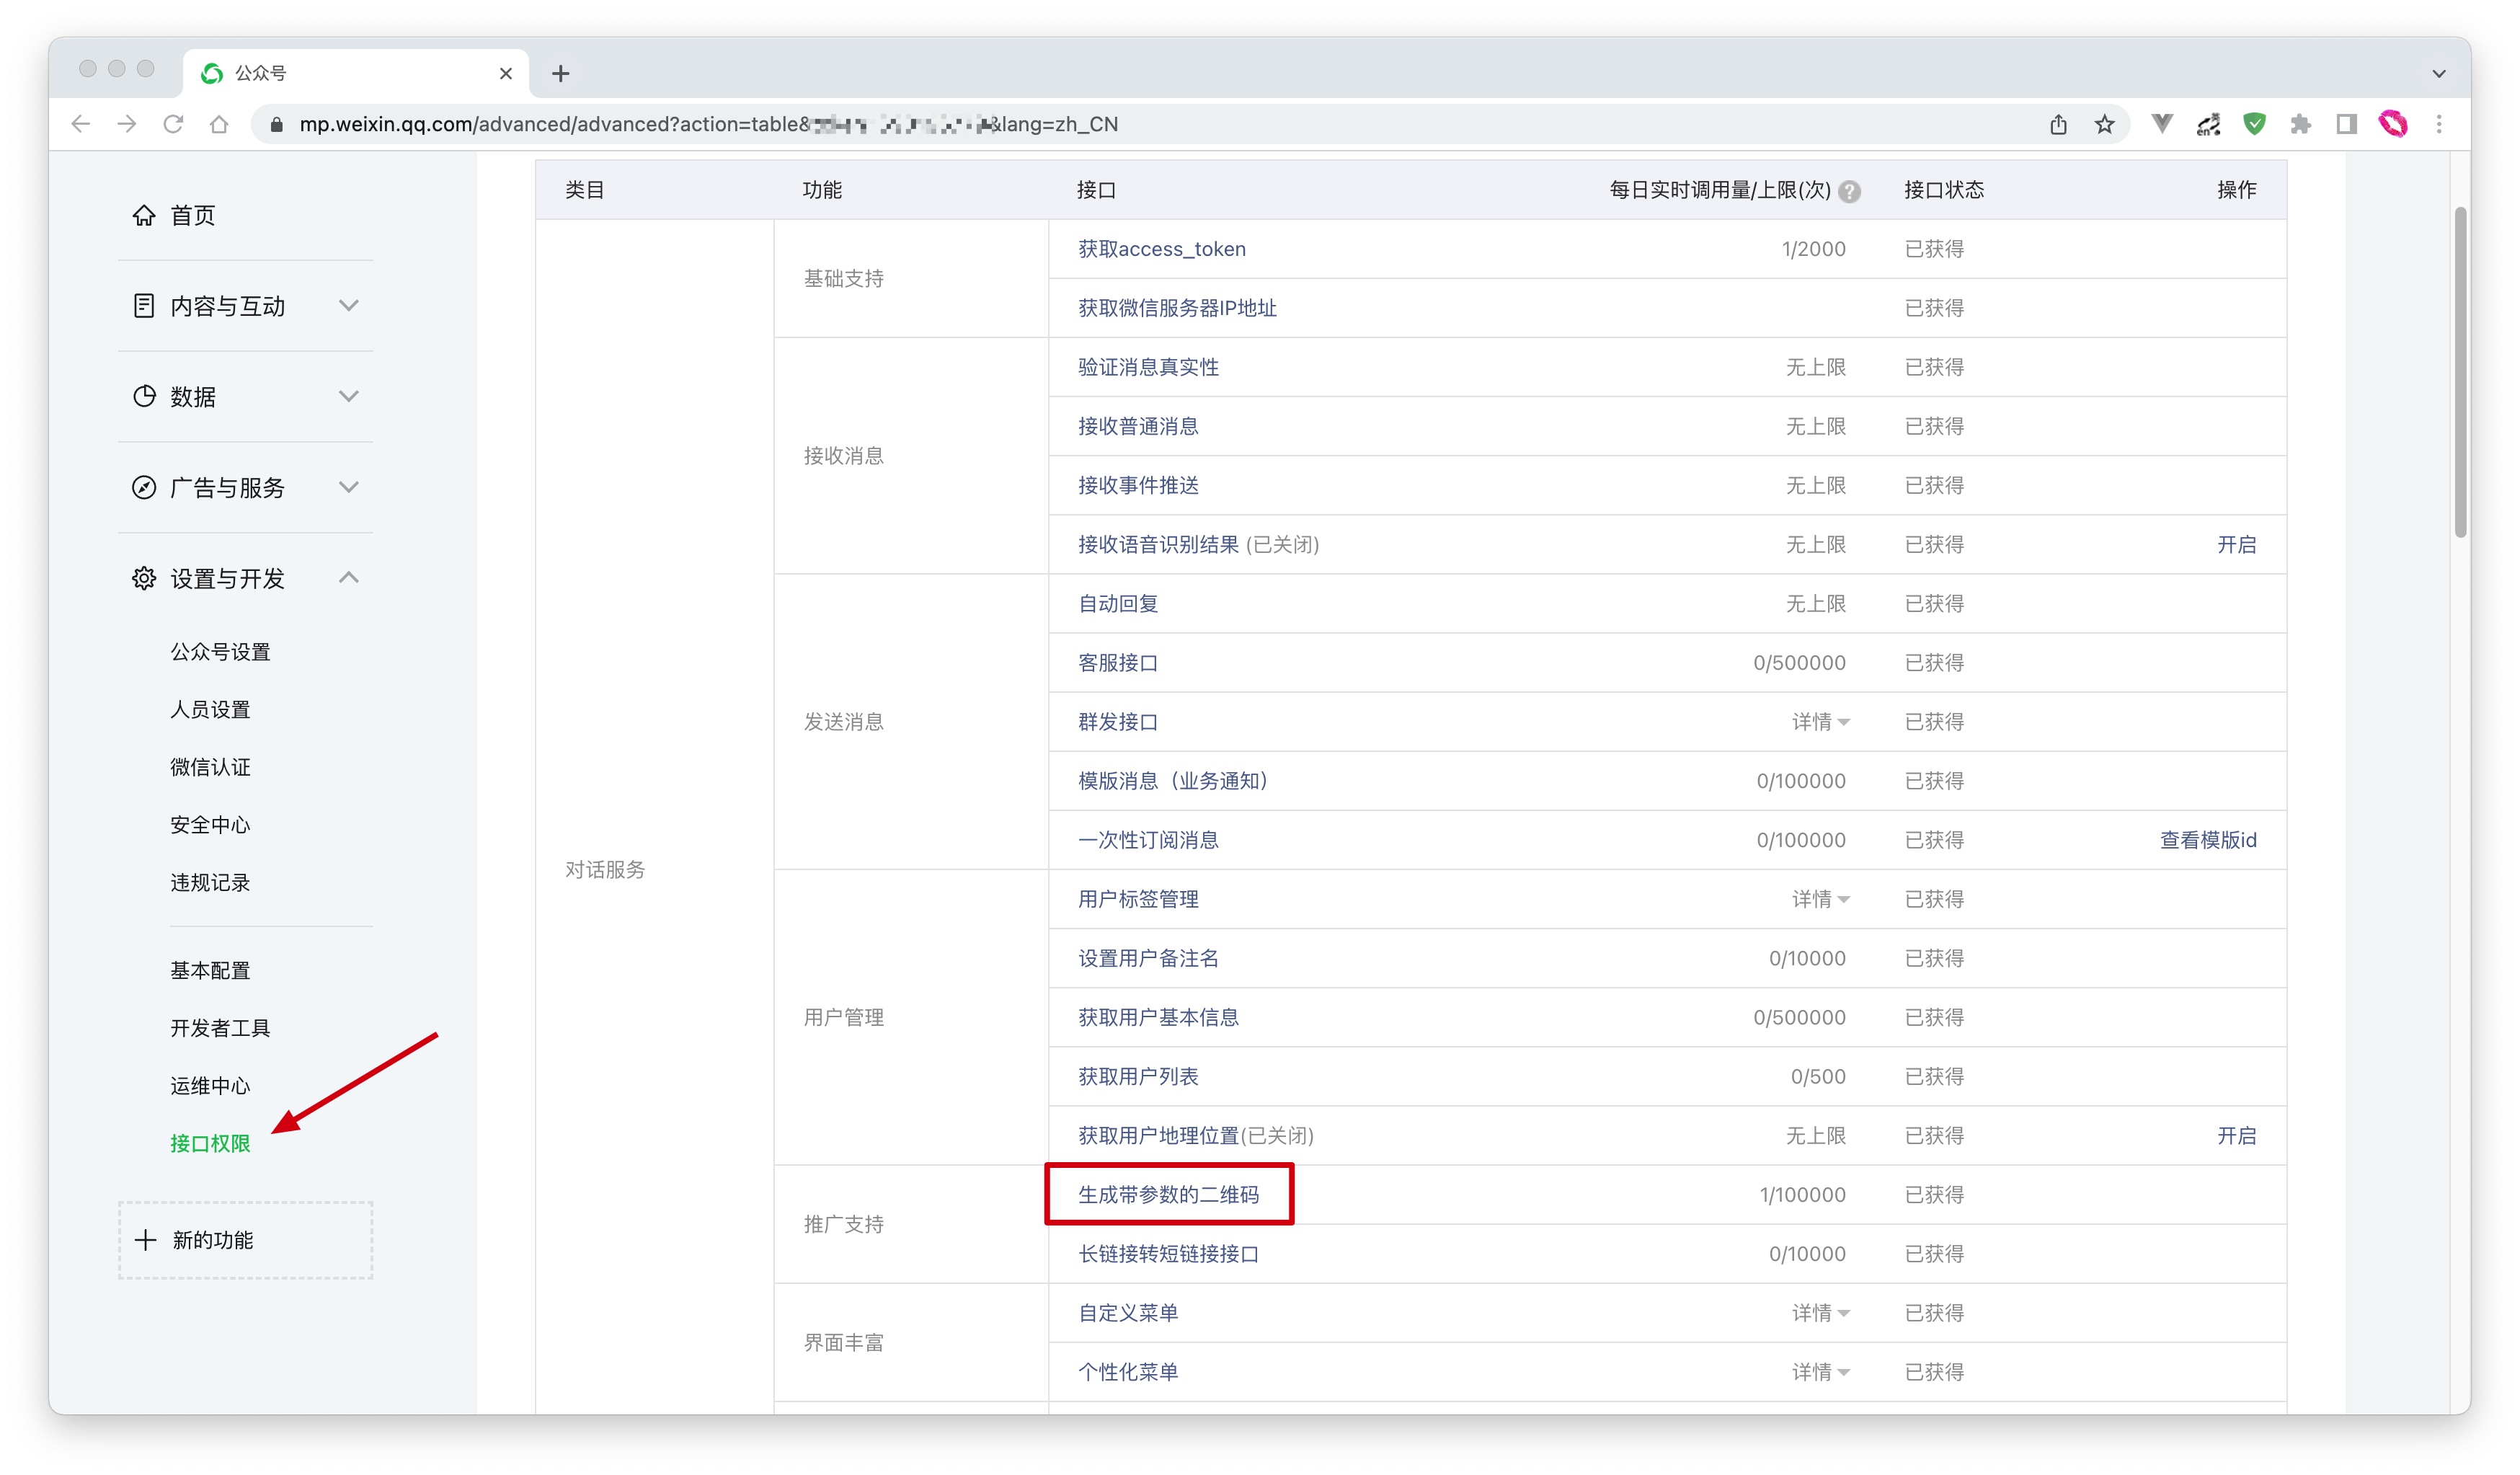 公众号
mp.weixin.qq.com/advanced/advanced?action=table&
&lang=zh_CN
首页
内容与互动
数据
广告与服务
设置与开发
公众号设置
人员设置
微信认证
安全中心
违规记录
基本配置
开发者工具
运维中心
接口权限
新的功能
类目 功能 接口 每日实时调用量/上限(次) ? 接口状态 操作
对话服务
基础支持
获取access_token 1/2000 已获得
获取微信服务器IP地址 已获得
接收消息
验证消息真实性 无上限 已获得
接收普通消息 无上限 已获得
接收事件推送 无上限 已获得
接收语音识别结果 (已关闭) 无上限 已获得 开启
发送消息
自动回复 无上限 已获得
客服接口 0/500000 已获得
群发接口 详情 已获得
模版消息（业务通知） 0/100000 已获得
一次性订阅消息 0/100000 已获得 查看模版id
用户管理
用户标签管理 详情 已获得
设置用户备注名 0/10000 已获得
获取用户基本信息 0/500000 已获得
获取用户列表 0/500 已获得
获取用户地理位置(已关闭) 无上限 已获得 开启
推广支持
生成带参数的二维码 1/100000 已获得
长链接转短链接接口 0/10000 已获得
界面丰富
自定义菜单 详情 已获得
个性化菜单 详情 已获得